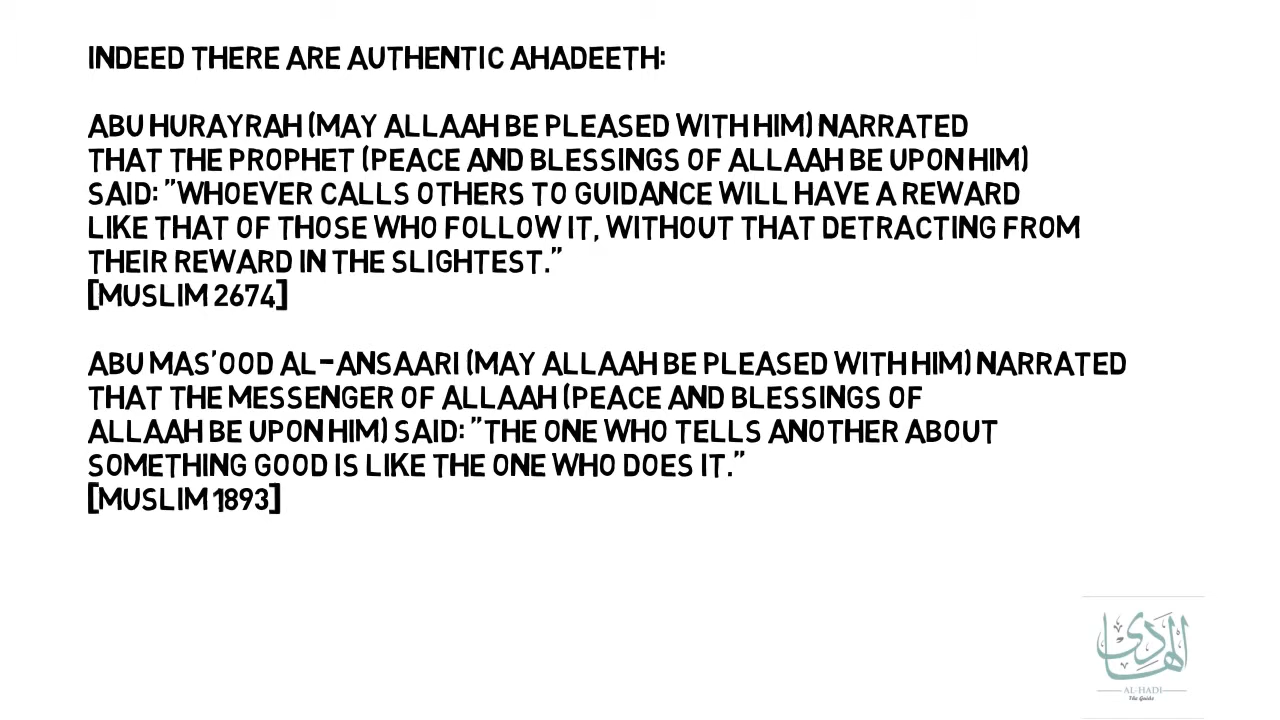 INDEED THERE ARE AUTHENTIC AHADEETH:
ABU HURAYRAH (MAY ALLAAH BE PLEASED WITH HIM) NARRATED
THAT THE PROPHET (PEACE AND BLESSINGS OF ALLAAH BE UPON HIM)
SAID: "WHOEVER CALLS OTHERS TO GUIDANCE WILL HAVE A REWARD
LIKE THAT OF THOSE WHO FOLLOW IT, WITHOUT THAT DETRACTING FROM
THEIR REWARD IN THE SLIGHTEST."
[MUSLIM 2674]
ABU MAS'OOD AL-ANSAARI (MAY ALLAAH BE PLEASED WITH HIM) NARRATED
THAT THE MESSENGER OF ALLAAH (PEACE AND BLESSINGS OF
ALLAAH BE UPON HIM) SAID: "THE ONE WHO TELLS ANOTHER ABOUT
SOMETHING GOOD IS LIKE THE ONE WHO DOES IT."
[MUSLIM 1893]
الهادي
AL-HADI
The Guide